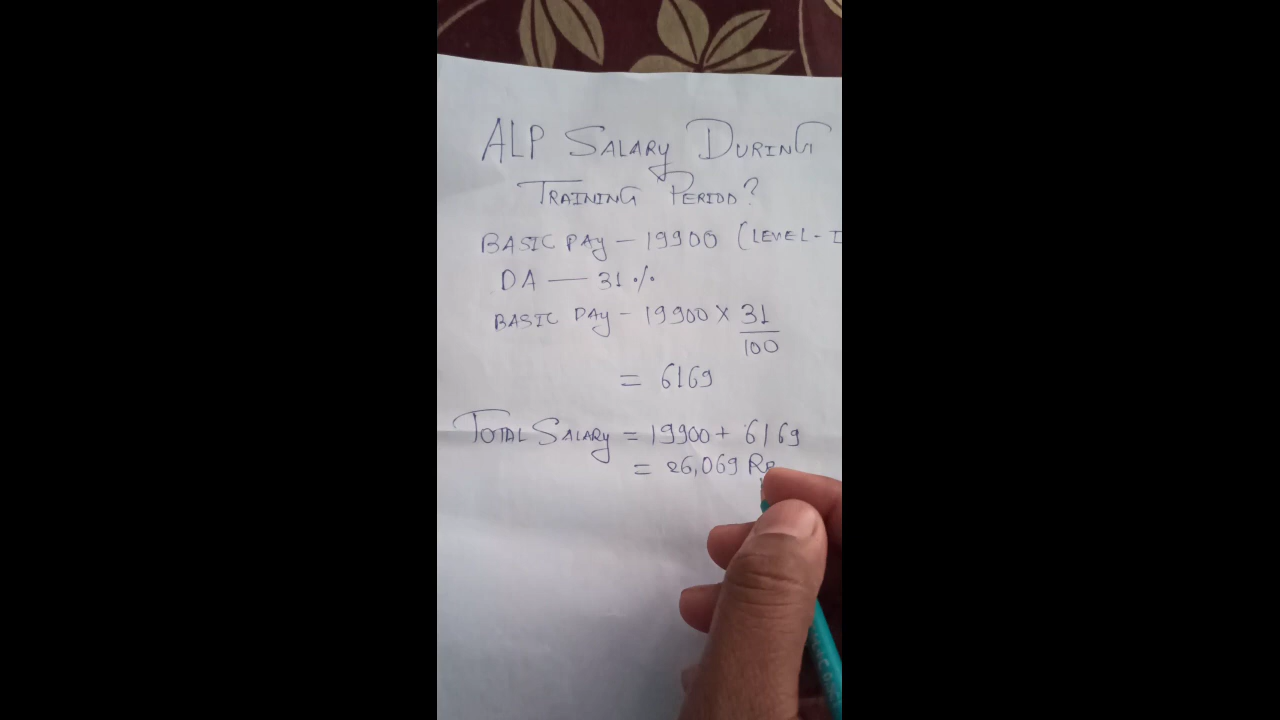 ALP SALARY DURING
TRAINING PERIOD?
BASIC PAY - 19900 (LEVEL - I
DA — 31 %
BASIC PAY - 19900 × 31/100
= 6169
TOTAL SALARY = 19900 + 6169
= 26,069 Rs